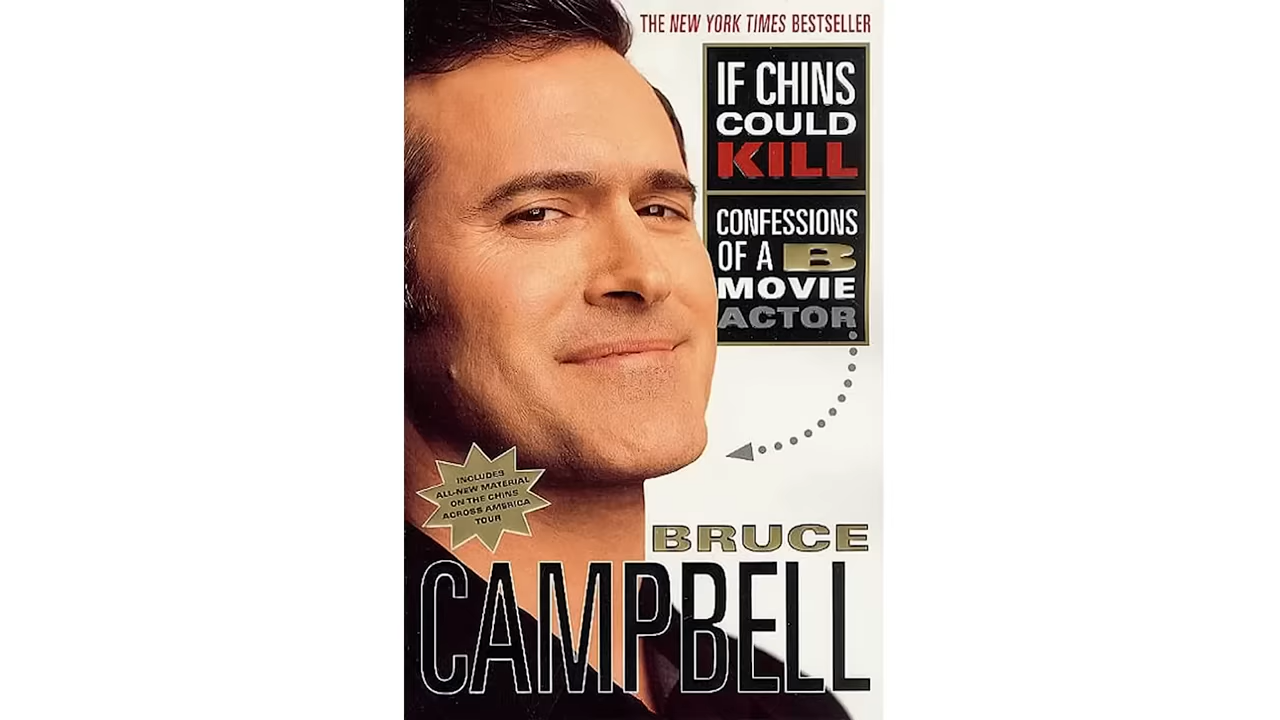 THE NEW YORK TIMES BESTSELLER
IF CHINS
COULD
KILL
CONFESSIONS
OF A B
MOVIE
ACTOR
INCLUDES
ALL-NEW MATERIAL
ON THE CHINS
ACROSS AMERICA
TOUR
BRUCE
CAMPBELL